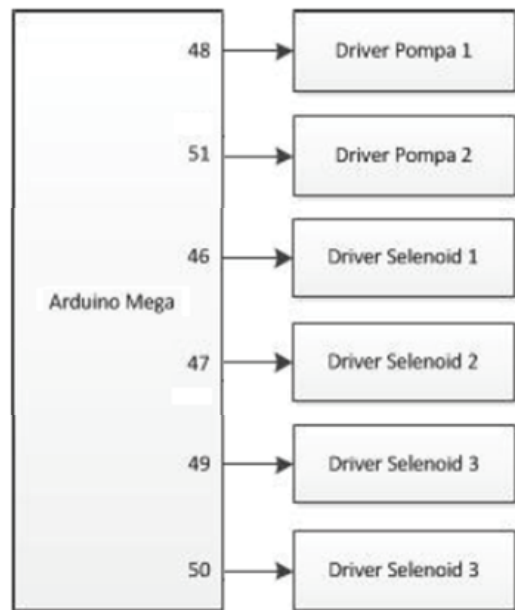 48
Driver Pompa 1
51
Driver Pompa 2
46
Driver Selenoid 1
Arduino Mega
47
Driver Selenoid 2
49
Driver Selenoid 3
50
Driver Selenoid 3